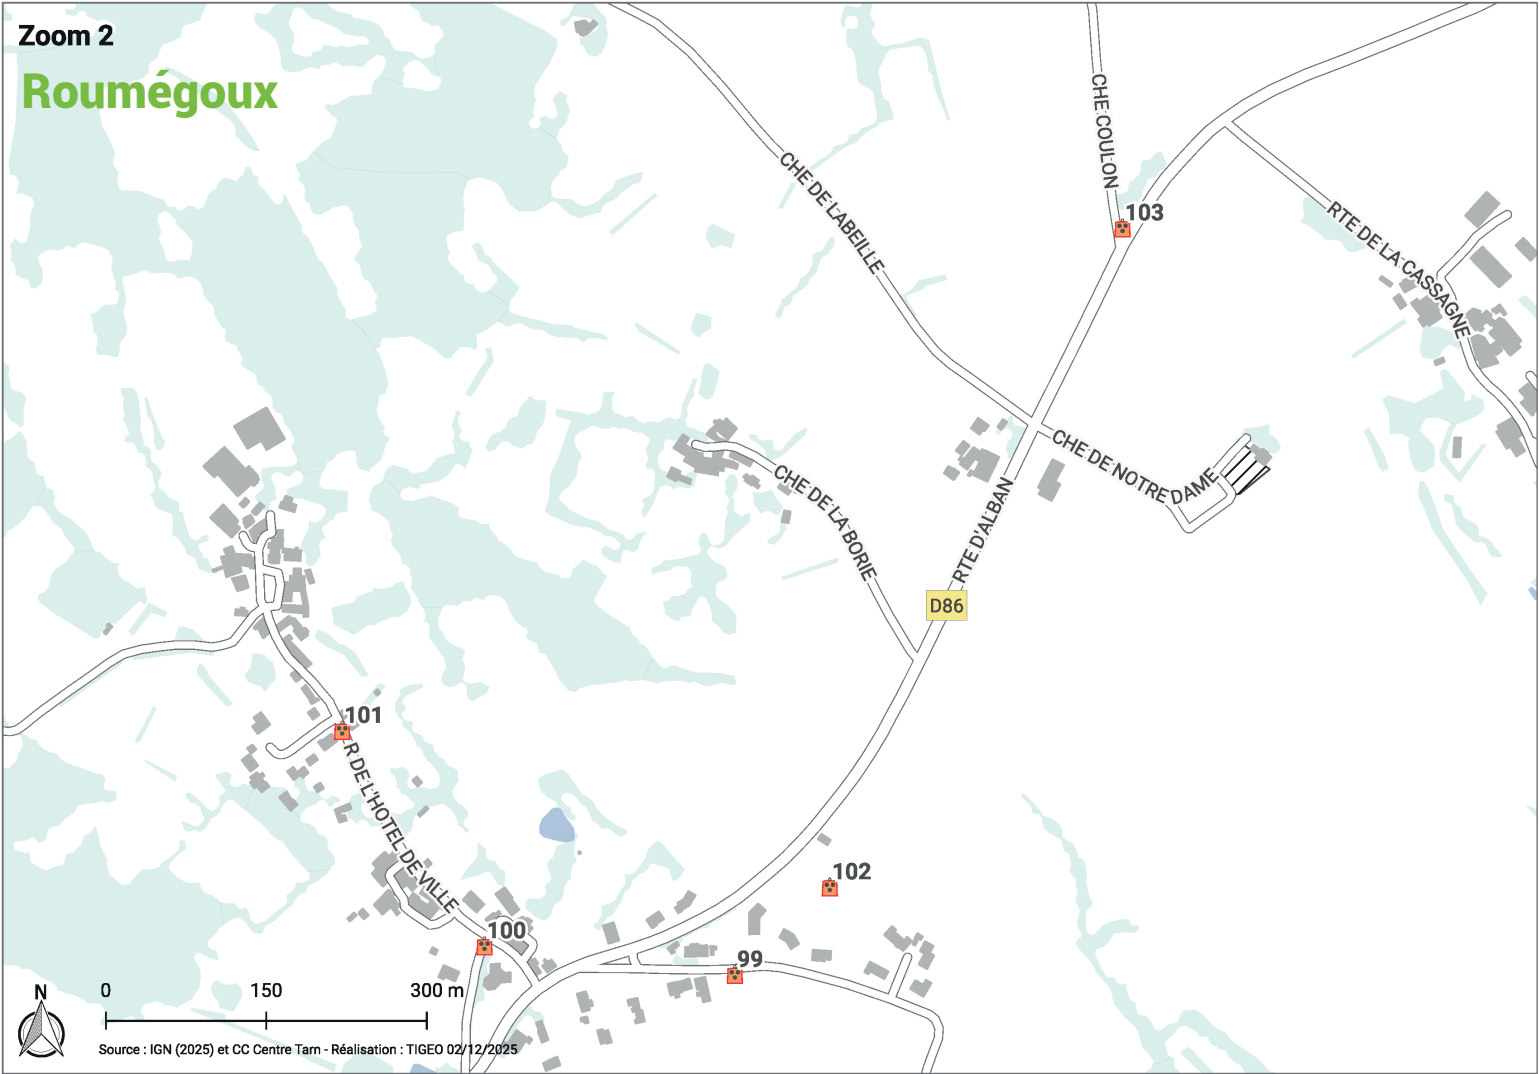 Zoom 2
Roumégoux
CHE COULON
CHE DE LABEILLE
103
RTE DE LA CASSAGNE
CHE DE NOTRE DAME
CHE DE LA BORIE
RTE D'ALBAN
D86
101
R DE L'HOTEL DE VILLE
102
100
99
N
0 150 300 m
Source : IGN (2025) et CC Centre Tarn - Réalisation : TIGEO 02/12/2025